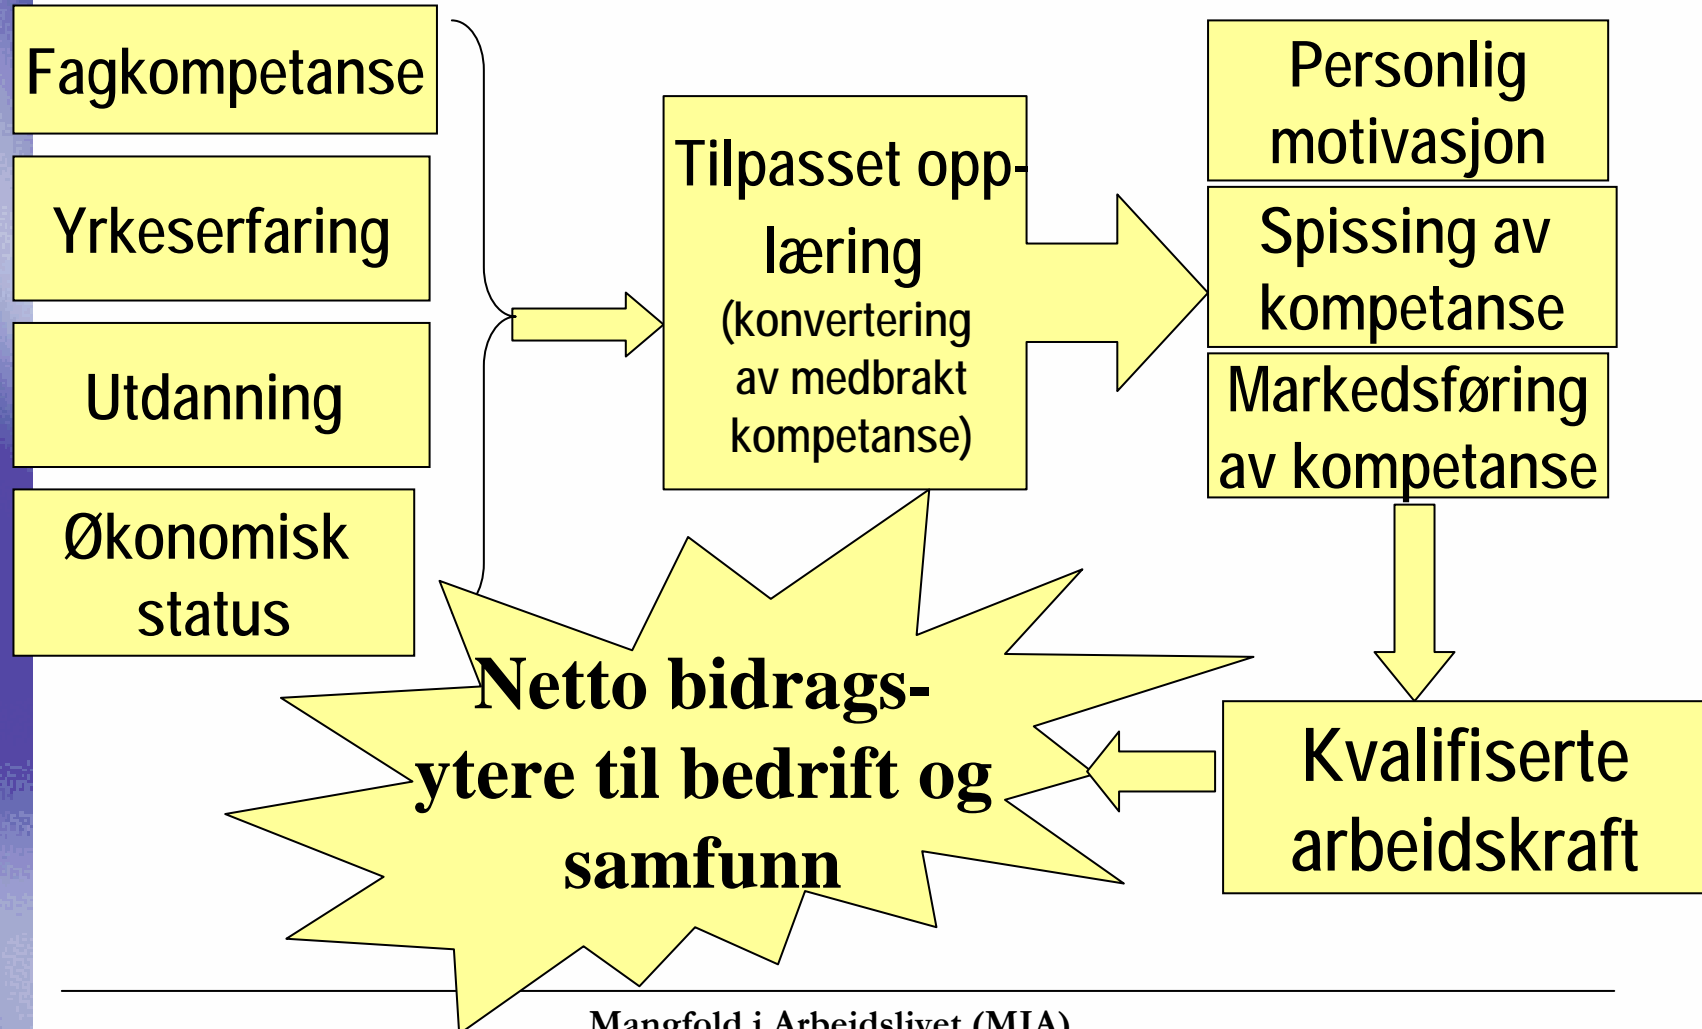 Fagkompetanse
Yrkeserfaring
Utdanning
Økonomisk
status
Tilpasset opp-
læring
(konvertering
av medbrakt
kompetanse)
Personlig
motivasjon
Spissing av
kompetanse
Markedsføring
av kompetanse
Kvalifiserte
arbeidskraft
Netto bidrags-
ytere til bedrift og
samfunn
Mangfold i Arbeidslivet (MIA)